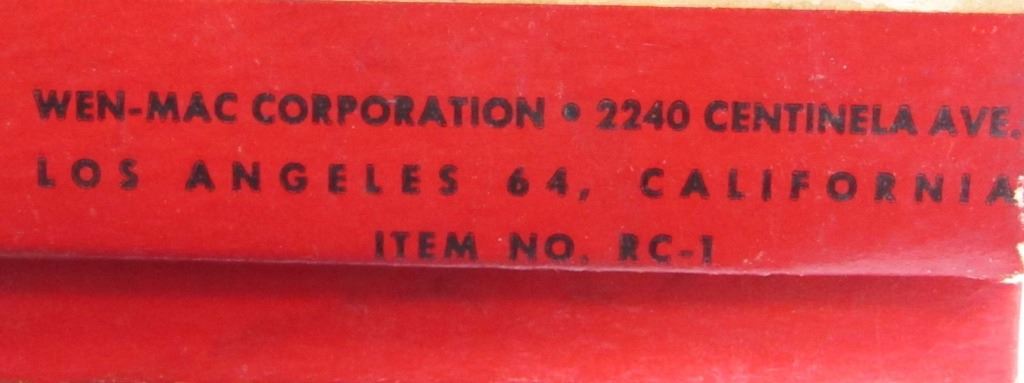 WEN-MAC CORPORATION • 2240 CENTINELA AVE.
LOS ANGELES 64, CALIFORNIA
ITEM NO. RC-1